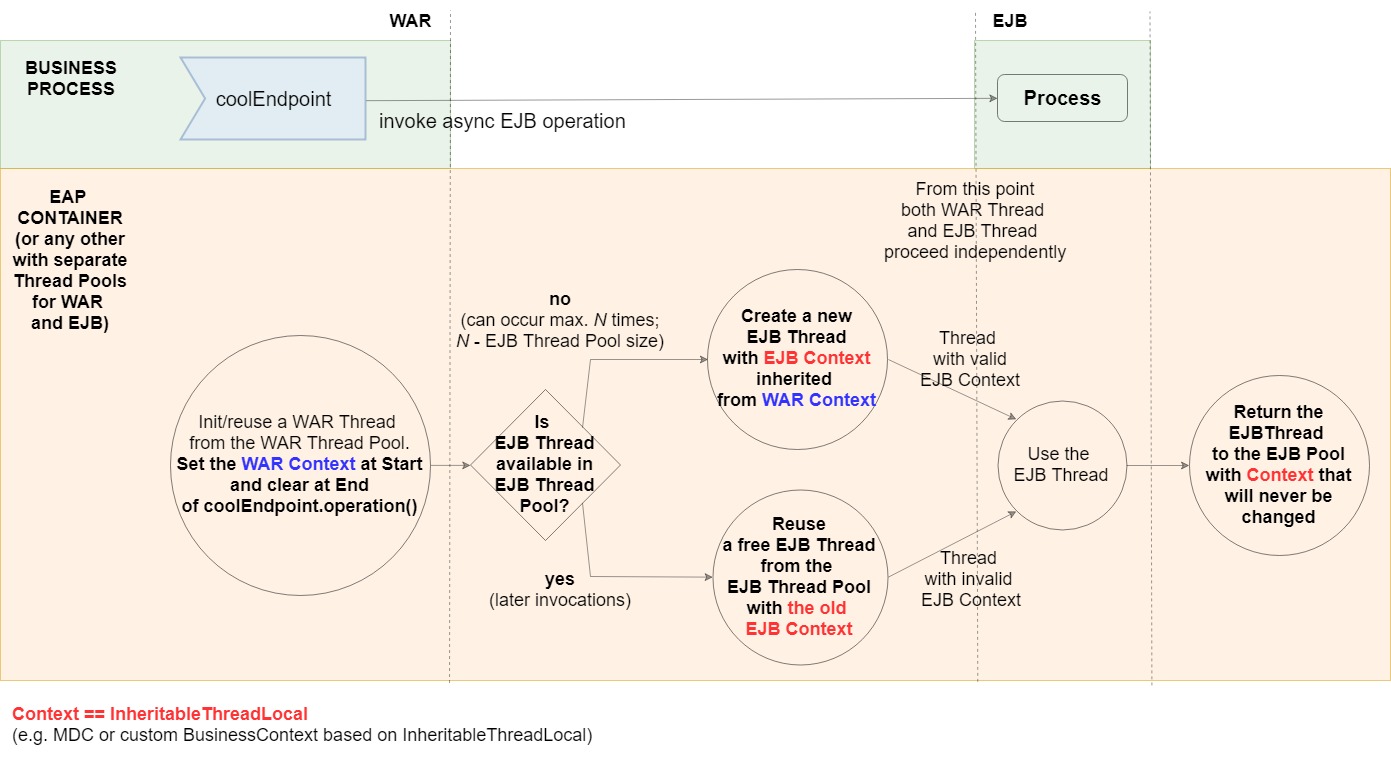 WAR
EJB
BUSINESS
PROCESS
coolEndpoint
invoke async EJB operation
Process
EAP
CONTAINER
(or any other
with separate
Thread Pools
for WAR
and EJB)
From this point
both WAR Thread
and EJB Thread
proceed independently
Init/reuse a WAR Thread
from the WAR Thread Pool.
Set the WAR Context at Start
and clear at End
of coolEndpoint.operation()
Is
EJB Thread
available in
EJB Thread
Pool?
no
(can occur max. N times;
N - EJB Thread Pool size)
Create a new
EJB Thread
with EJB Context
inherited
from WAR Context
Thread
with valid
EJB Context
yes
(later invocations)
Reuse
a free EJB Thread
from the
EJB Thread Pool
with the old
EJB Context
Thread
with invalid
EJB Context
Use the
EJB Thread
Return the
EJBThread
to the EJB Pool
with Context that
will never be
changed
Context == InheritableThreadLocal
(e.g. MDC or custom BusinessContext based on InheritableThreadLocal)